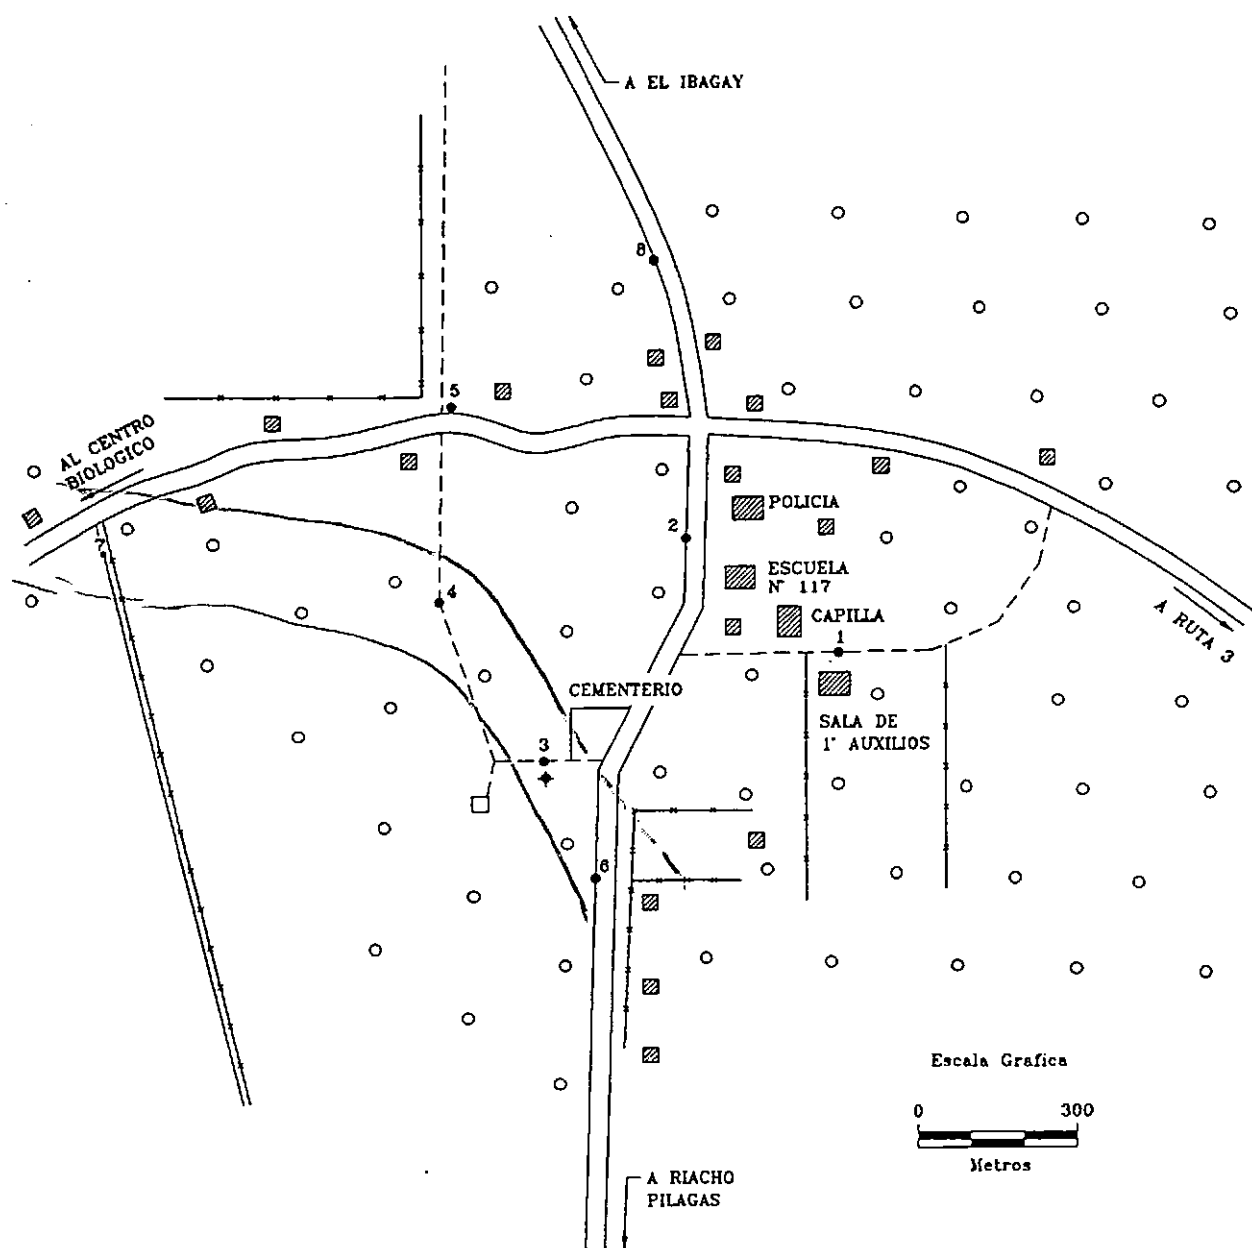 A EL IBAGAY
8
5
AL CENTRO
BIOLOGICO
POLICIA
2
7
ESCUELA
N° 117
4
CAPILLA
1
A RUTA 3
CEMENTERIO
SALA DE
1° AUXILIOS
3
6
Escala Grafica
0 300
Metros
A RIACHO
PILAGAS